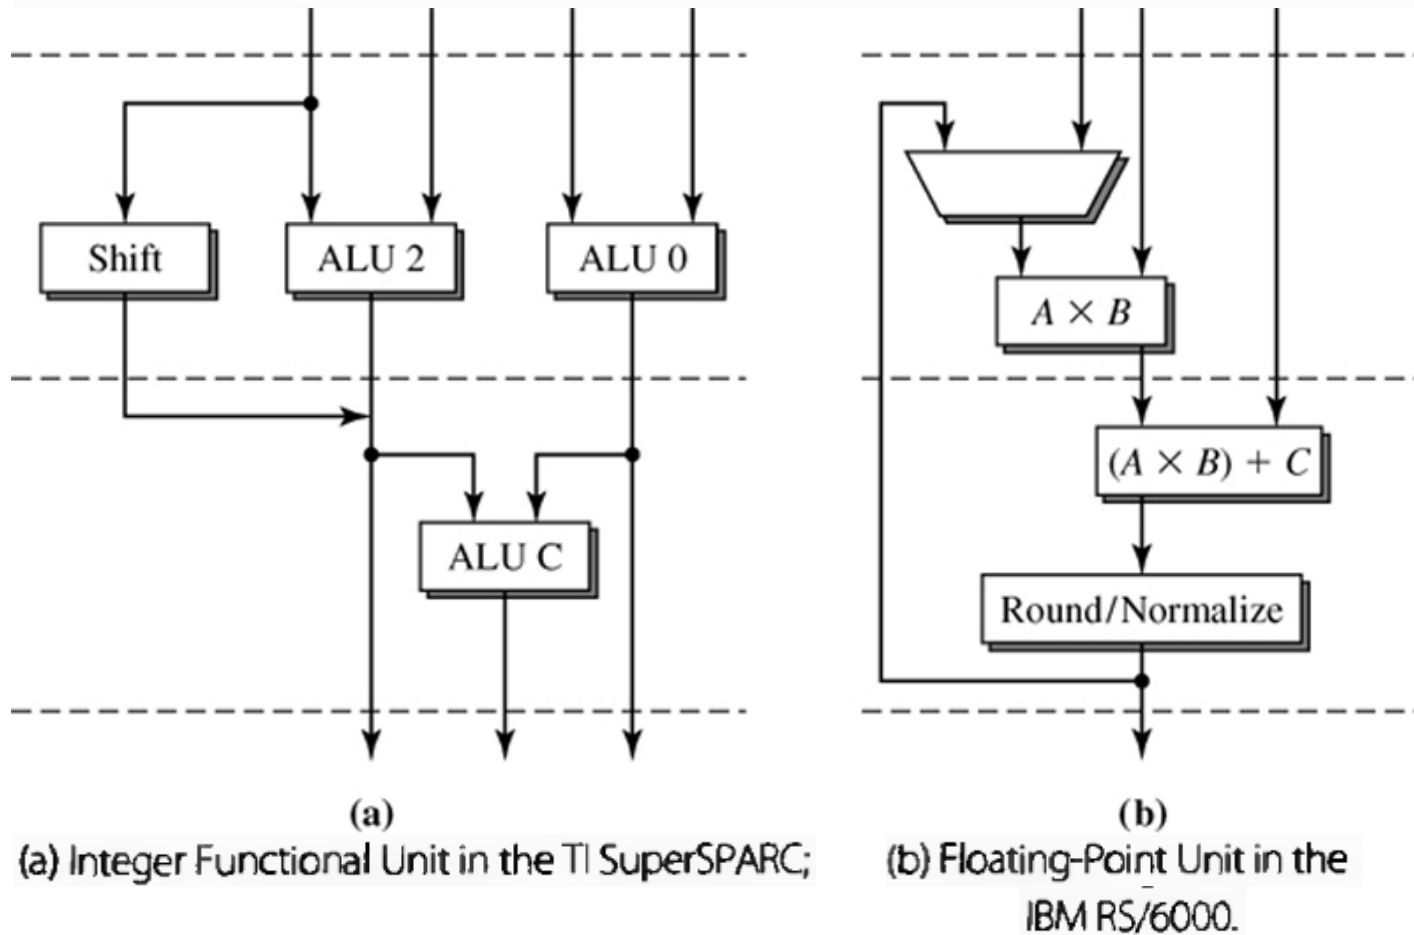 Shift
ALU 2
ALU 0
ALU C
(a)
(a) Integer Functional Unit in the TI SuperSPARC;
A × B
(A × B) + C
Round/Normalize
(b)
(b) Floating-Point Unit in the
IBM RS/6000.